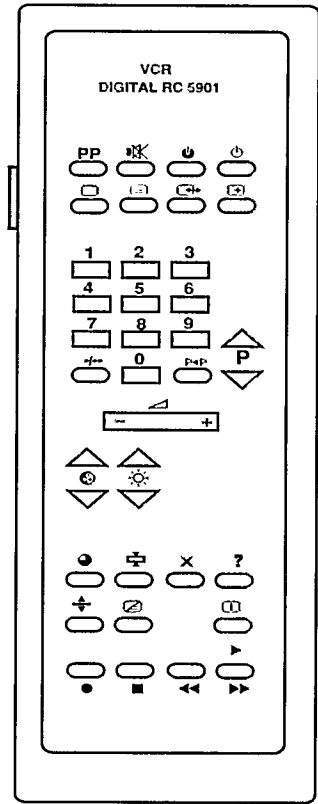 VCR
DIGITAL RC 5901
PP
1 2 3
4 5 6
7 8 9
-/-- 0 P◄P P
− +
?